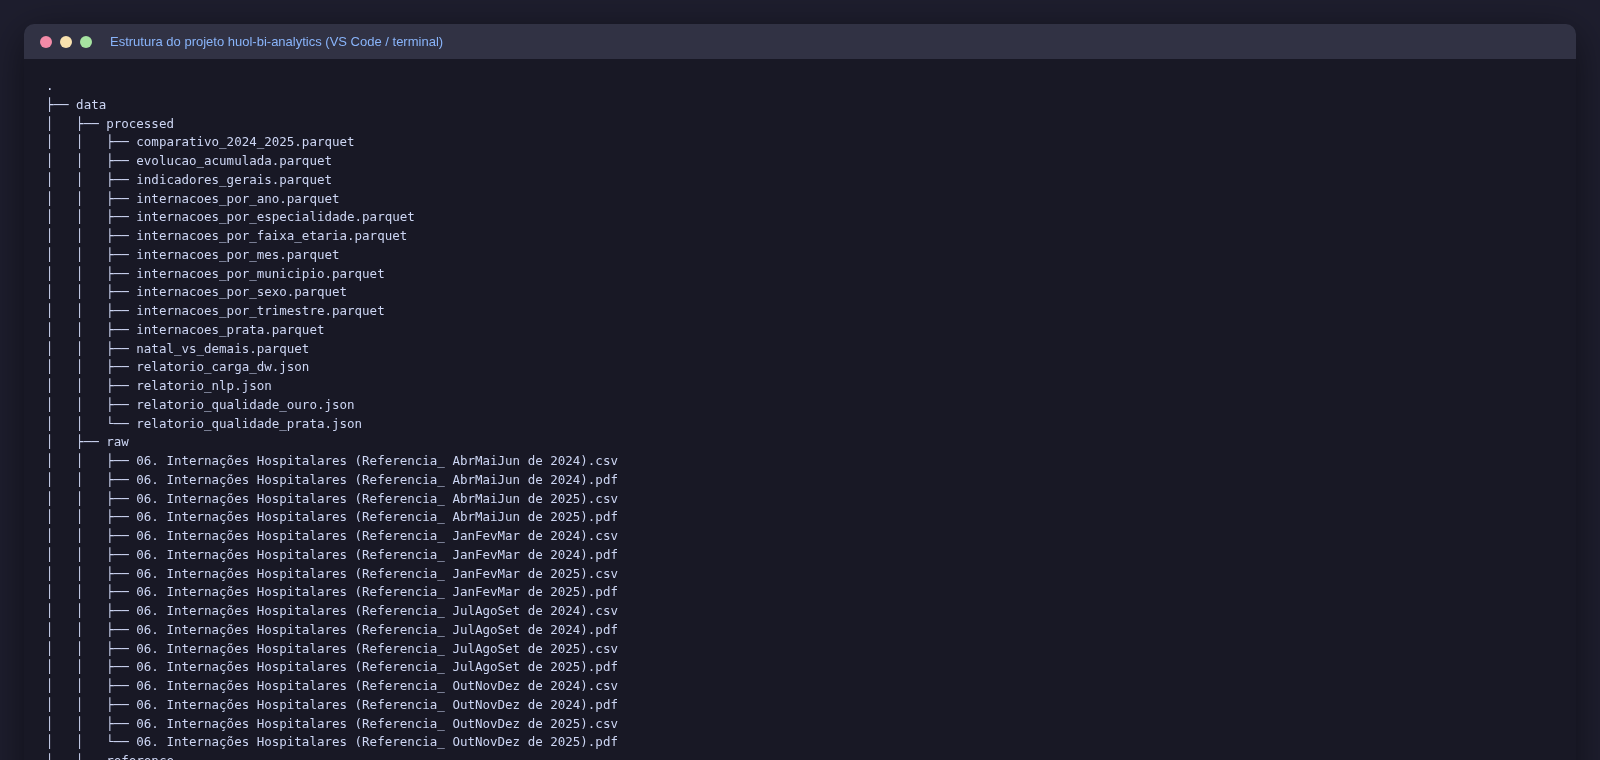 Estrutura do projeto huol-bi-analytics (VS Code / terminal)
.
├── data
│   ├── processed
│   │   ├── comparativo_2024_2025.parquet
│   │   ├── evolucao_acumulada.parquet
│   │   ├── indicadores_gerais.parquet
│   │   ├── internacoes_por_ano.parquet
│   │   ├── internacoes_por_especialidade.parquet
│   │   ├── internacoes_por_faixa_etaria.parquet
│   │   ├── internacoes_por_mes.parquet
│   │   ├── internacoes_por_municipio.parquet
│   │   ├── internacoes_por_sexo.parquet
│   │   ├── internacoes_por_trimestre.parquet
│   │   ├── internacoes_prata.parquet
│   │   ├── natal_vs_demais.parquet
│   │   ├── relatorio_carga_dw.json
│   │   ├── relatorio_nlp.json
│   │   ├── relatorio_qualidade_ouro.json
│   │   └── relatorio_qualidade_prata.json
│   ├── raw
│   │   ├── 06. Internações Hospitalares (Referencia_ AbrMaiJun de 2024).csv
│   │   ├── 06. Internações Hospitalares (Referencia_ AbrMaiJun de 2024).pdf
│   │   ├── 06. Internações Hospitalares (Referencia_ AbrMaiJun de 2025).csv
│   │   ├── 06. Internações Hospitalares (Referencia_ AbrMaiJun de 2025).pdf
│   │   ├── 06. Internações Hospitalares (Referencia_ JanFevMar de 2024).csv
│   │   ├── 06. Internações Hospitalares (Referencia_ JanFevMar de 2024).pdf
│   │   ├── 06. Internações Hospitalares (Referencia_ JanFevMar de 2025).csv
│   │   ├── 06. Internações Hospitalares (Referencia_ JanFevMar de 2025).pdf
│   │   ├── 06. Internações Hospitalares (Referencia_ JulAgoSet de 2024).csv
│   │   ├── 06. Internações Hospitalares (Referencia_ JulAgoSet de 2024).pdf
│   │   ├── 06. Internações Hospitalares (Referencia_ JulAgoSet de 2025).csv
│   │   ├── 06. Internações Hospitalares (Referencia_ JulAgoSet de 2025).pdf
│   │   ├── 06. Internações Hospitalares (Referencia_ OutNovDez de 2024).csv
│   │   ├── 06. Internações Hospitalares (Referencia_ OutNovDez de 2024).pdf
│   │   ├── 06. Internações Hospitalares (Referencia_ OutNovDez de 2025).csv
│   │   └── 06. Internações Hospitalares (Referencia_ OutNovDez de 2025).pdf